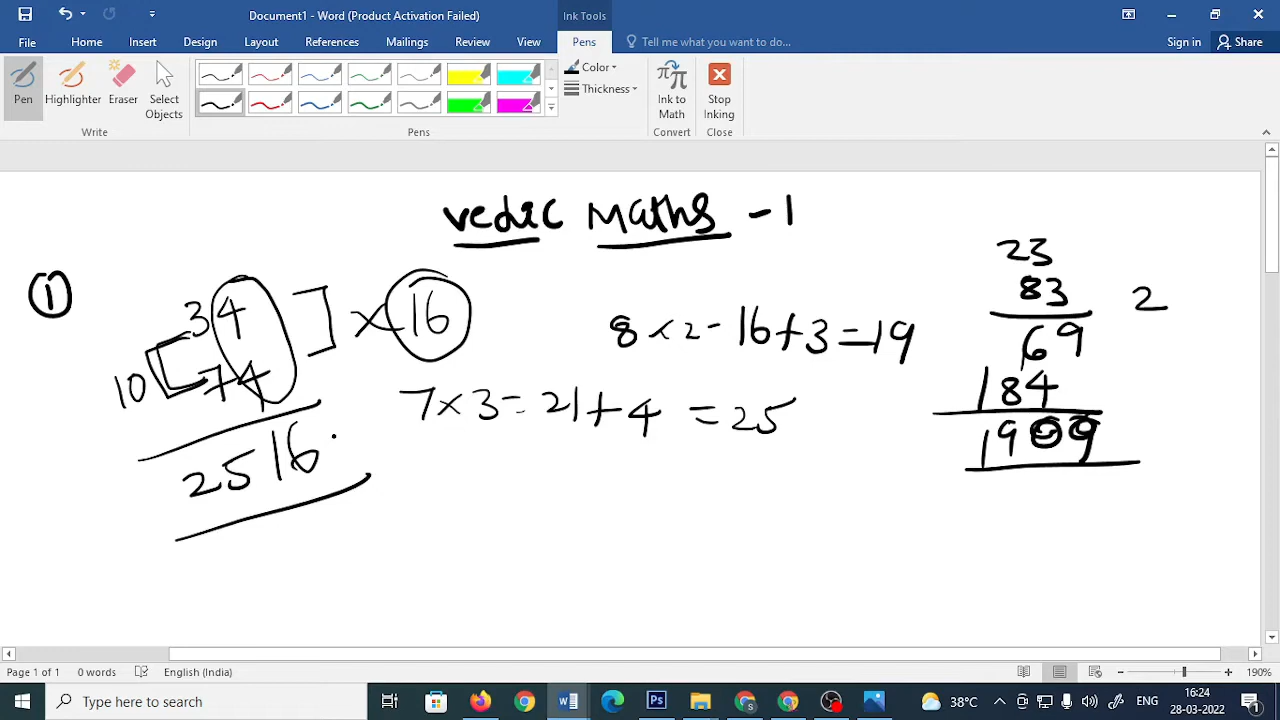 Document1 - Word (Product Activation Failed)
Ink Tools
File Home Insert Design Layout References Mailings Review View Pens Tell me what you want to do... Sign in Share
Pen Highlighter Eraser Select Objects
Color
Thickness
Ink to Math
Stop Inking
Write Pens Convert Close
vedic Maths - 1
1
34
10 74
× 16
2516
8 × 2 - 16 + 3 = 19
7 × 3 = 21 + 4 = 25
23
83 2
69
184
1909
Page 1 of 1 0 words English (India) 190%
Type here to search 38°C ENG 16:24
28-03-2022